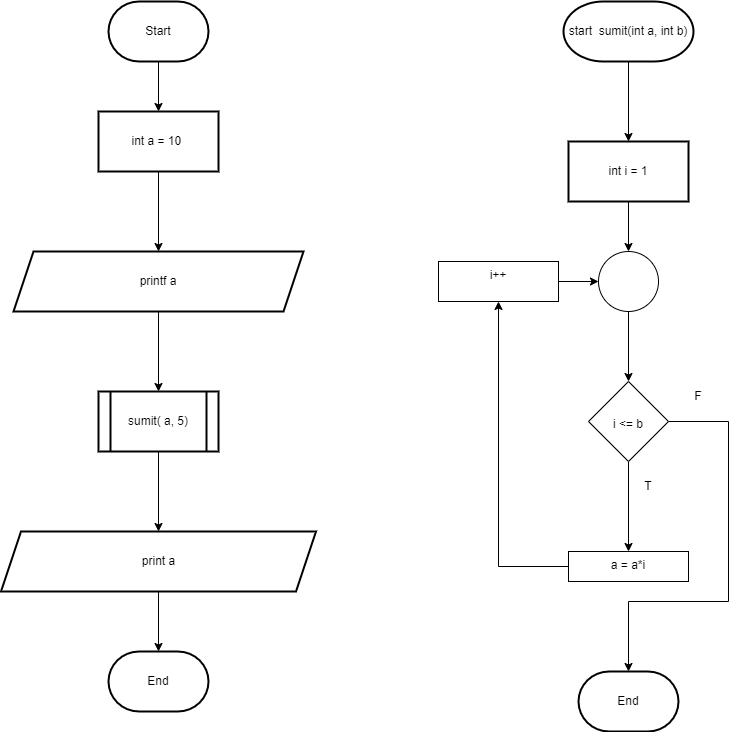 Start
int a = 10
printf a
sumit( a, 5)
print a
End
start  sumit(int a, int b)
int i = 1
i++
i <= b
F
T
a = a*i
End